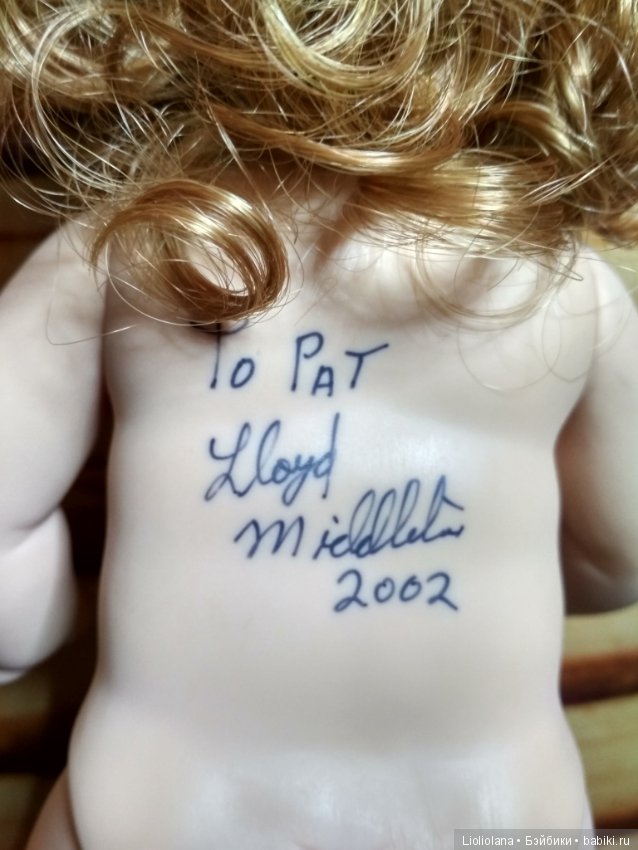 To PAT
Lloyd
Middleton
2002
Lioliolana • Бэйбики • babiki.ru